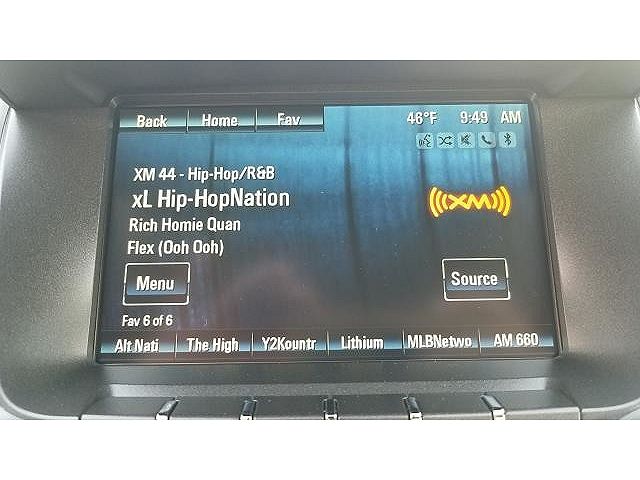 Back Home Fav 46°F 9:49 AM
XM 44 - Hip-Hop/R&B
xL Hip-HopNation
((XM))
Rich Homie Quan
Flex (Ooh Ooh)
Menu Source
Fav 6 of 6
Alt Nati The High Y2Kountr Lithium MLBNetwo AM 660